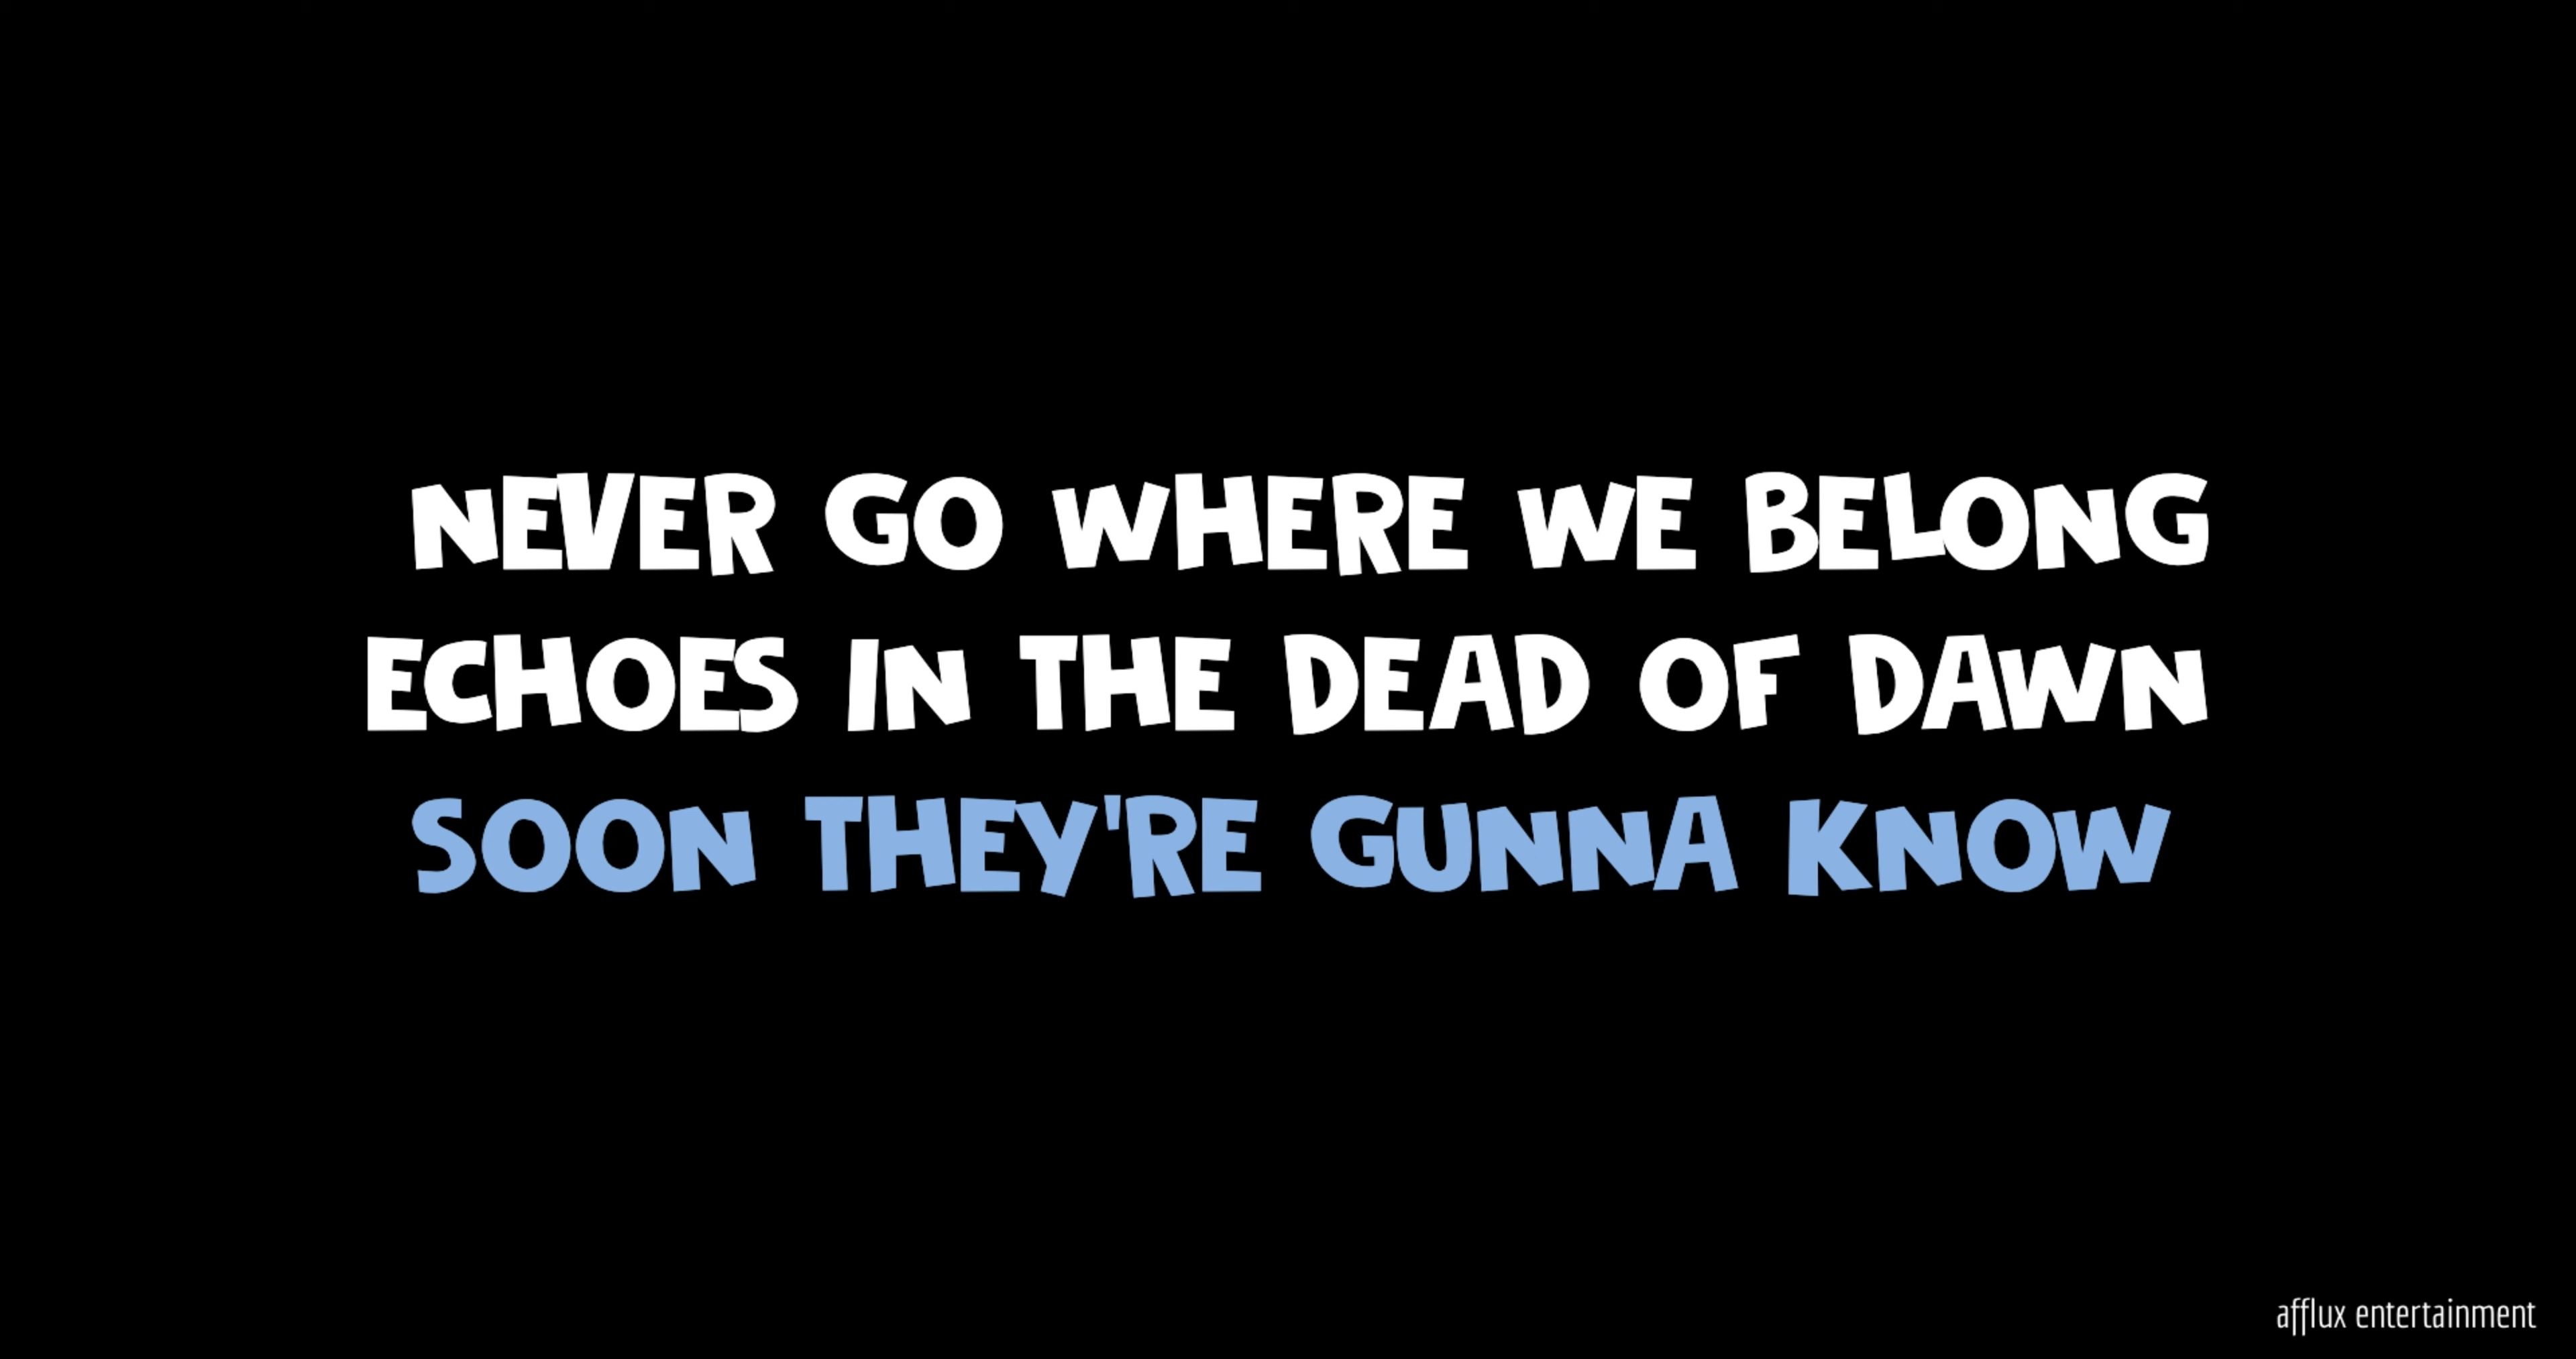 NEVER GO WHERE WE BELONG
ECHOES IN THE DEAD OF DAWN
SOON THEY'RE GUNNA KNOW
afflux entertainment